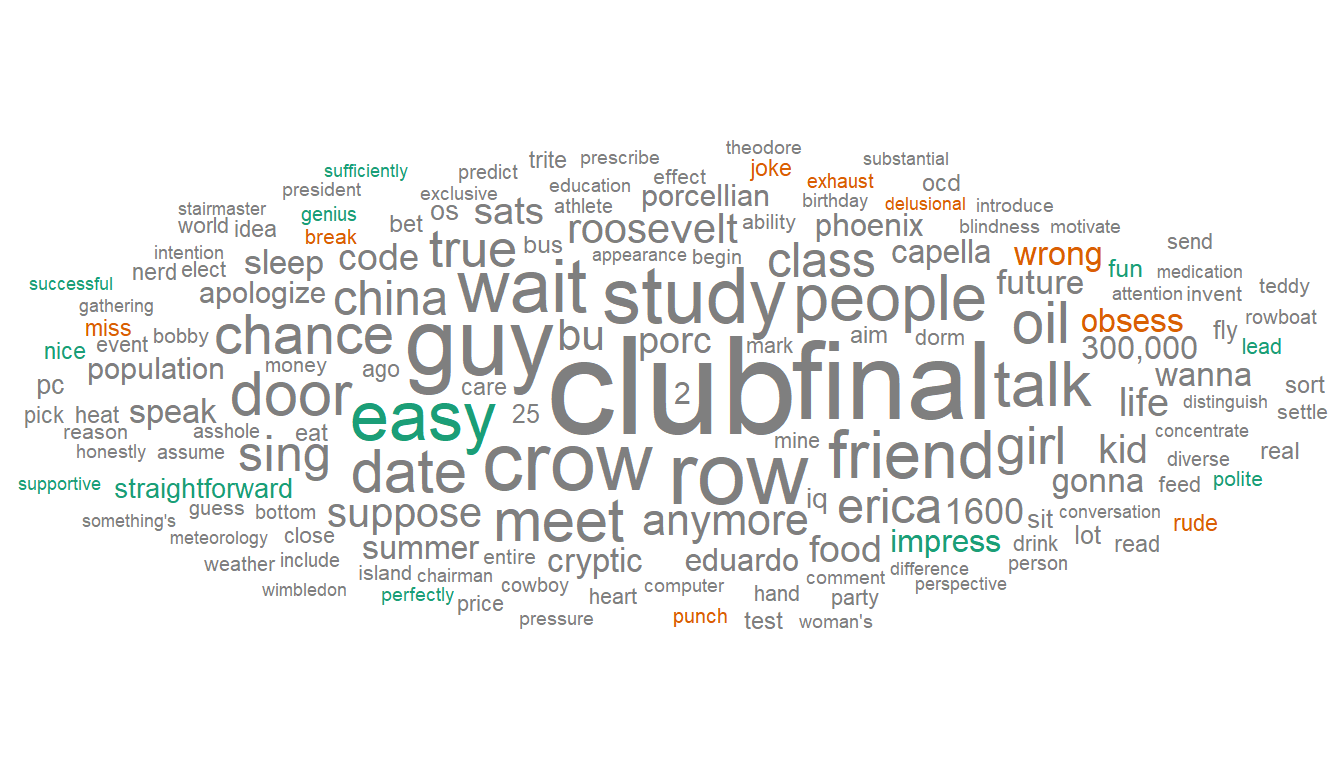 theodore
sufficiently trite prescribe joke substantial
president predict effect exhaust ocd
stairmaster genius exclusive education porcellian birthday delusional introduce
world idea break bet os sats athlete roosevelt ability phoenix blindness motivate
intention true bus appearance begin class capella wrong send
nerd elect sleep code wait study people future fun medication
successful apologize china attention invent teddy
gathering chance guy bu oil obsess fly rowboat
miss event bobby porc mark aim dorm 300,000 lead
nice population money ago club final talk wanna
pc door care 2 life distinguish sort
pick heat speak easy 25 settle
reason asshole eat mine friend girl kid concentrate
honestly assume sing date crow row diverse real
supportive straightforward iq erica 1600 gonna feed polite
something's guess bottom suppose meet anymore sit conversation rude
meteorology close impress drink lot read
weather include summer entire cryptic eduardo food difference person
wimbledon island chairman cowboy computer comment perspective
perfectly price heart hand party
pressure punch test woman's